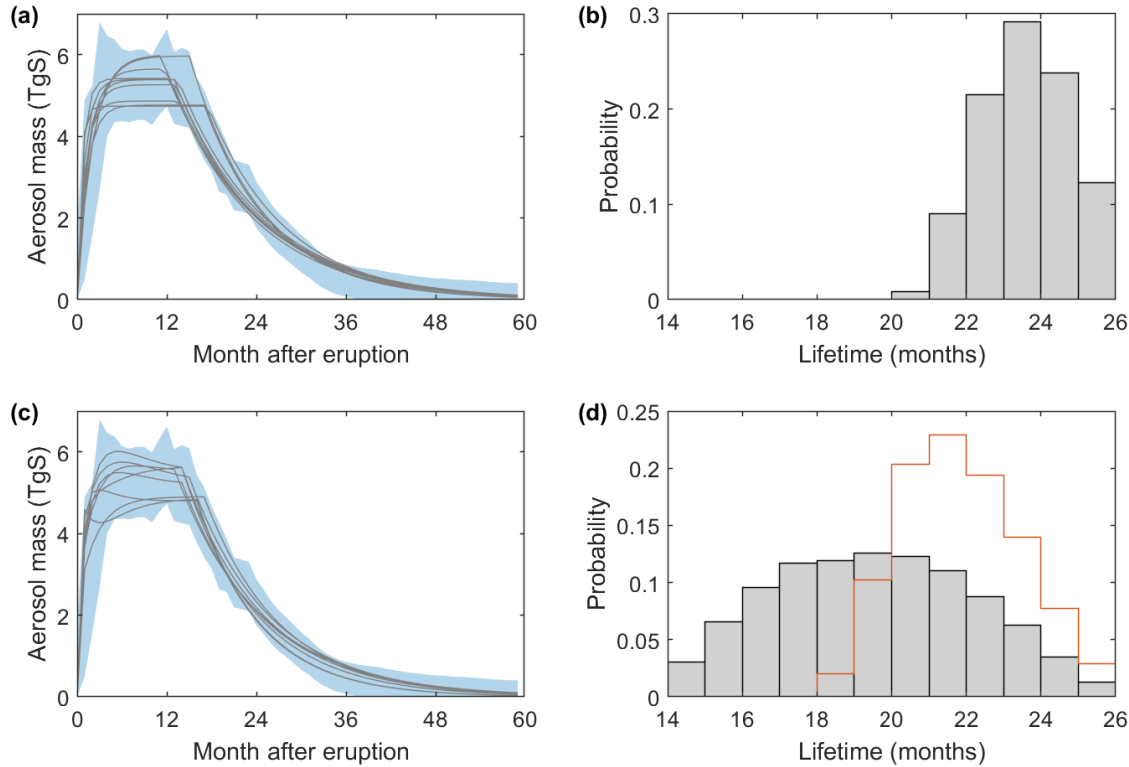 (a)
Aerosol mass (TgS)
6
4
2
0
0 12 24 36 48 60
Month after eruption
(b)
Probability
0.3
0.2
0.1
0
14 16 18 20 22 24 26
Lifetime (months)
(c)
Aerosol mass (TgS)
6
4
2
0
0 12 24 36 48 60
Month after eruption
(d)
Probability
0.25
0.2
0.15
0.1
0.05
0
14 16 18 20 22 24 26
Lifetime (months)